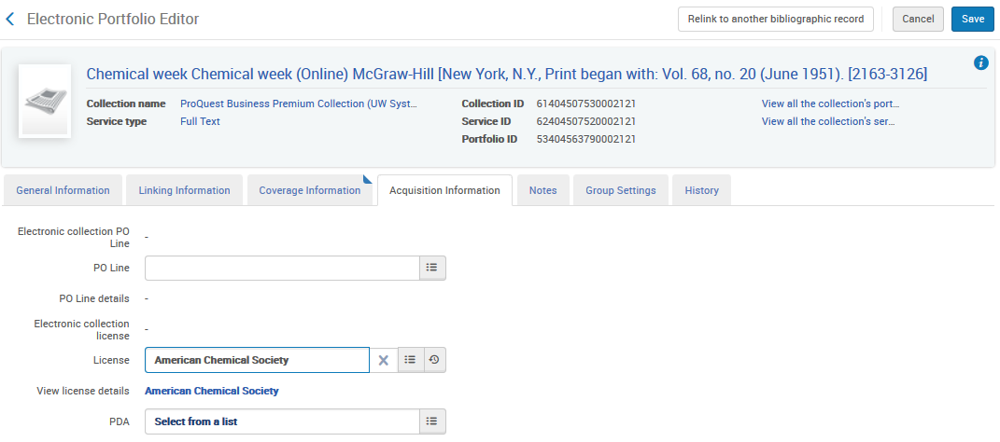 Electronic Portfolio Editor
Relink to another bibliographic record
Cancel
Save
Chemical week Chemical week (Online) McGraw-Hill [New York, N.Y., Print began with: Vol. 68, no. 20 (June 1951). [2163-3126]
Collection name ProQuest Business Premium Collection (UW Syst... Collection ID 61404507530002121 View all the collection's port...
Service type Full Text Service ID 62404507520002121 View all the collection's ser...
Portfolio ID 53404563790002121
General Information Linking Information Coverage Information Acquisition Information Notes Group Settings History
Electronic collection PO
Line -
PO Line
PO Line details -
Electronic collection
license -
License American Chemical Society
View license details American Chemical Society
PDA Select from a list